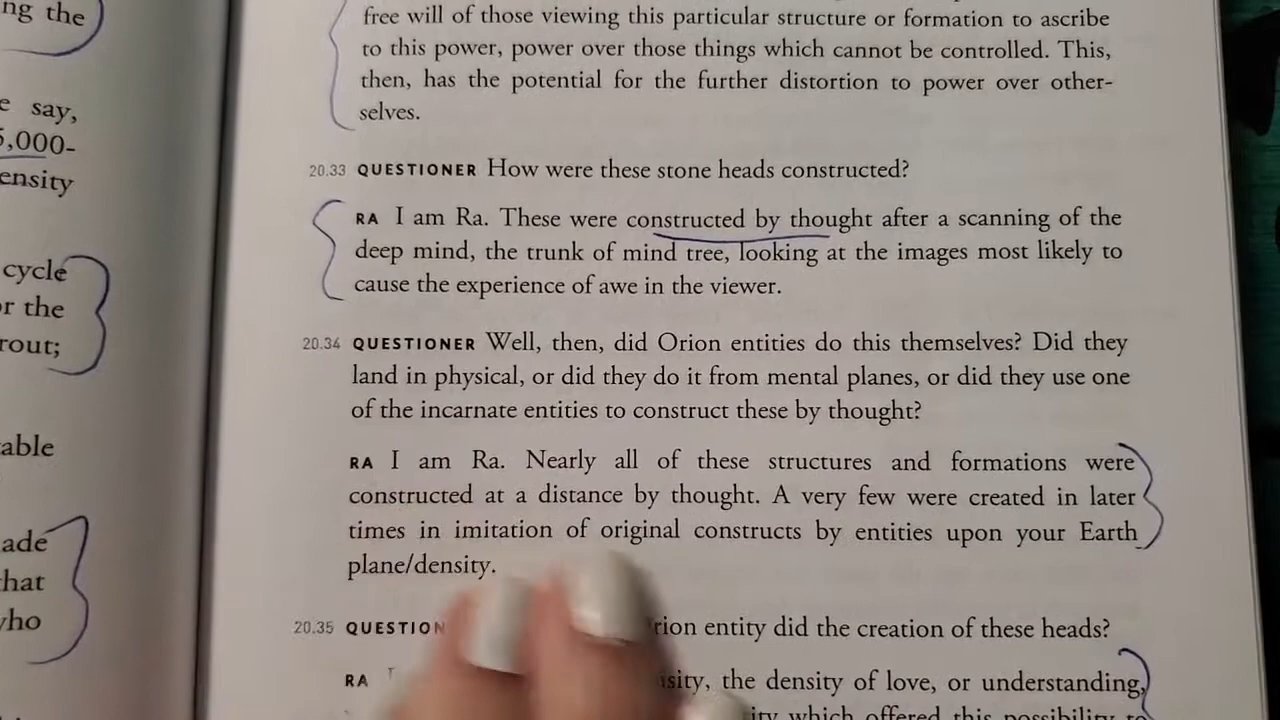 ng the
e say,
5,000-
ensity
cycle
or the
rout;
able
ade
that
who
free will of those viewing this particular structure or formation to ascribe
to this power, power over those things which cannot be controlled. This,
then, has the potential for the further distortion to power over other-
selves.
20.33 QUESTIONER How were these stone heads constructed?
RA I am Ra. These were constructed by thought after a scanning of the
deep mind, the trunk of mind tree, looking at the images most likely to
cause the experience of awe in the viewer.
20.34 QUESTIONER Well, then, did Orion entities do this themselves? Did they
land in physical, or did they do it from mental planes, or did they use one
of the incarnate entities to construct these by thought?
RA I am Ra. Nearly all of these structures and formations were
constructed at a distance by thought. A very few were created in later
times in imitation of original constructs by entities upon your Earth
plane/density.
20.35 QUESTION rion entity did the creation of these heads?
RA sity, the density of love, or understanding,
ity which offered this possibility to